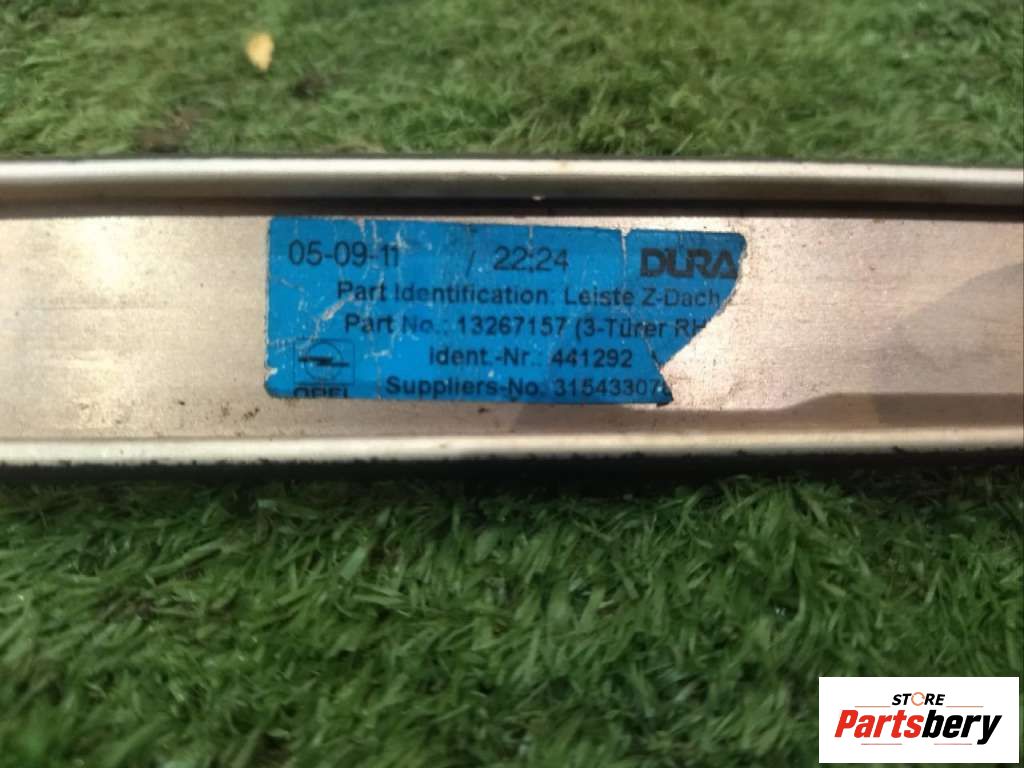 05-09-11 / 22:24 DURA
Part Identification: Leiste Z-Dach
Part No.: 13267157 (3-Türer RH
Ident.-Nr.: 441292
OPEL Suppliers-No. 31543307
STORE
Partsbery